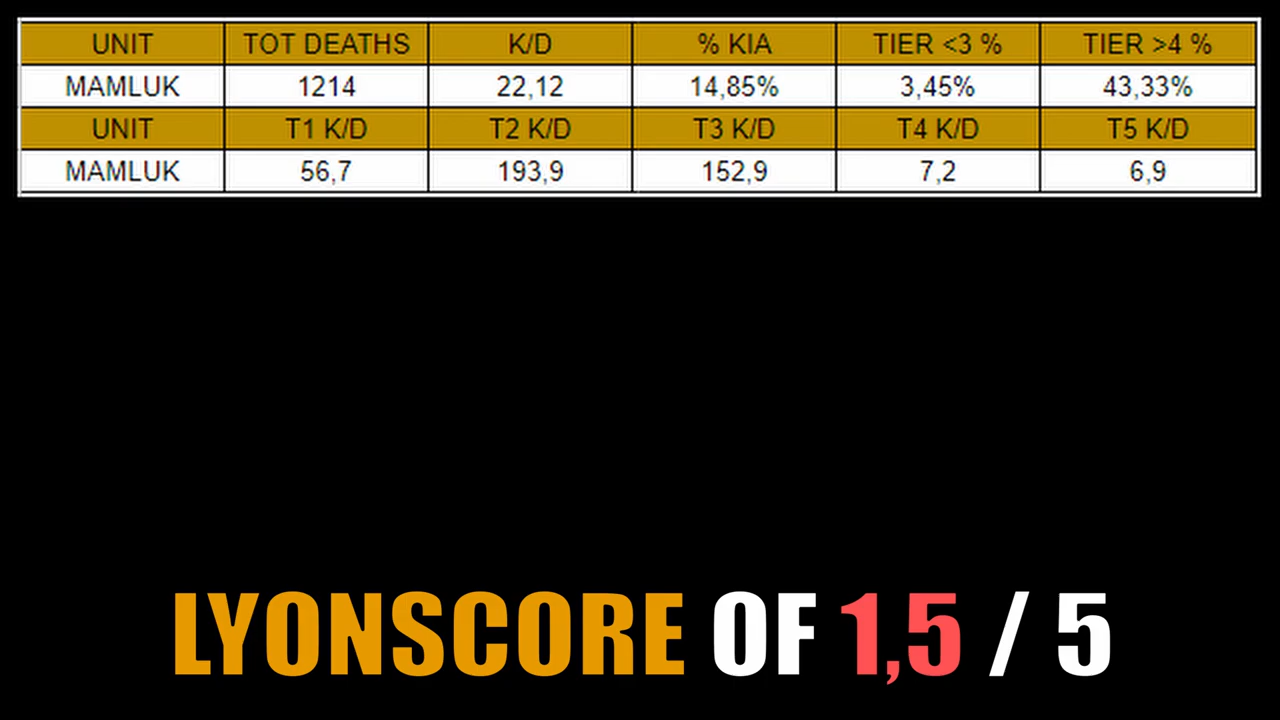 UNIT TOT DEATHS K/D % KIA TIER <3 % TIER >4 %
MAMLUK 1214 22,12 14,85% 3,45% 43,33%
UNIT T1 K/D T2 K/D T3 K/D T4 K/D T5 K/D
MAMLUK 56,7 193,9 152,9 7,2 6,9
LYONSCORE OF 1,5 / 5